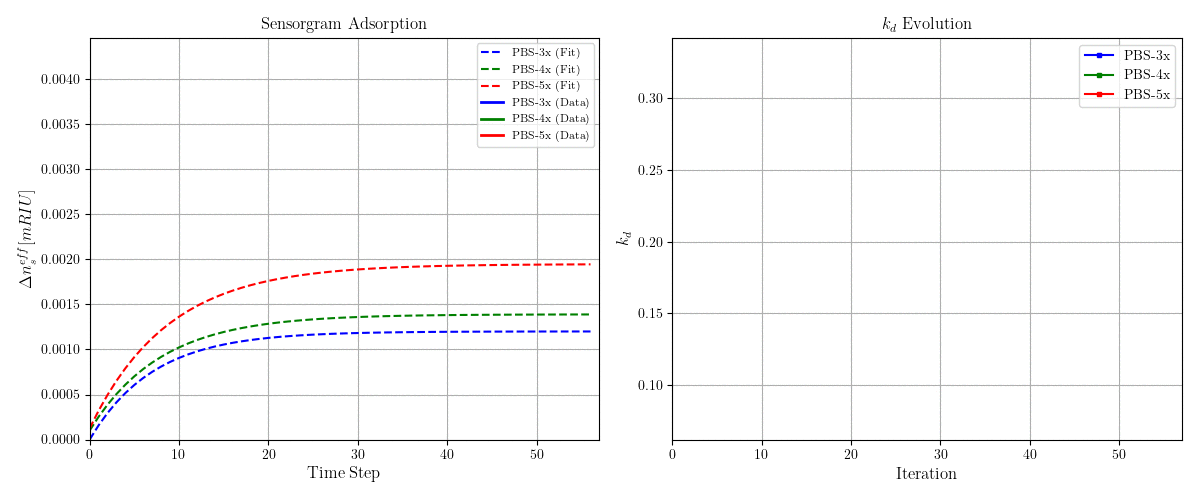 Sensorgram Adsorption
Δn_s^{eff} [mRIU]
0.0040
0.0035
0.0030
0.0025
0.0020
0.0015
0.0010
0.0005
0.0000
0 10 20 30 40 50
Time Step
PBS-3x (Fit)
PBS-4x (Fit)
PBS-5x (Fit)
PBS-3x (Data)
PBS-4x (Data)
PBS-5x (Data)
k_d Evolution
k_d
0.30
0.25
0.20
0.15
0.10
0 10 20 30 40 50
Iteration
PBS-3x
PBS-4x
PBS-5x